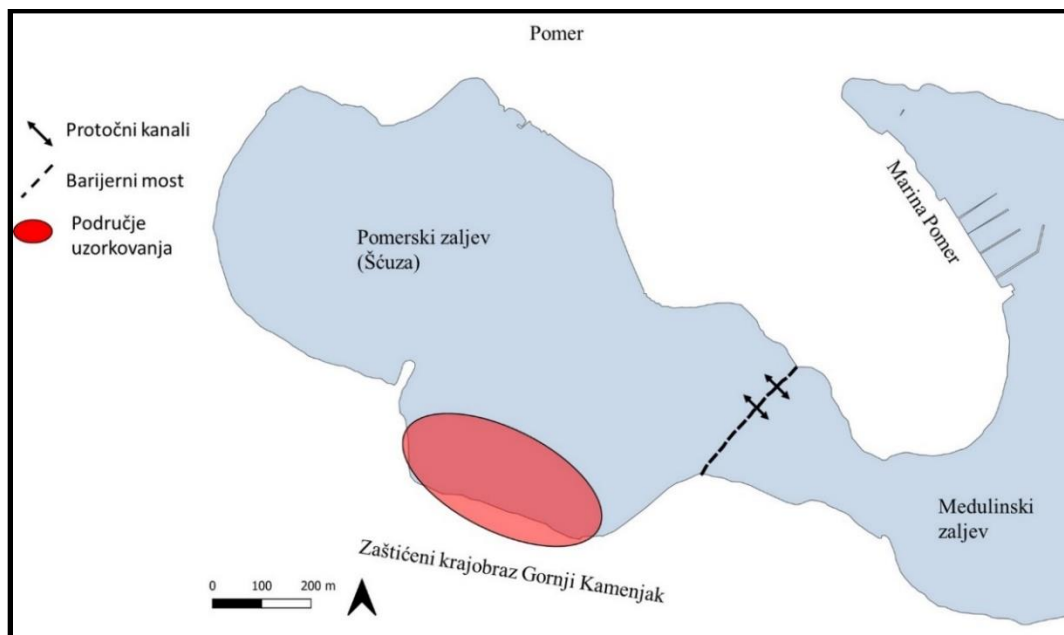 Pomer
Protočni kanali
Barijerni most
Područje
uzorkovanja
Pomerski zaljev
(Šćuza)
Marina Pomer
Medulinski
zaljev
Zaštićeni krajobraz Gornji Kamenjak
0 100 200 m